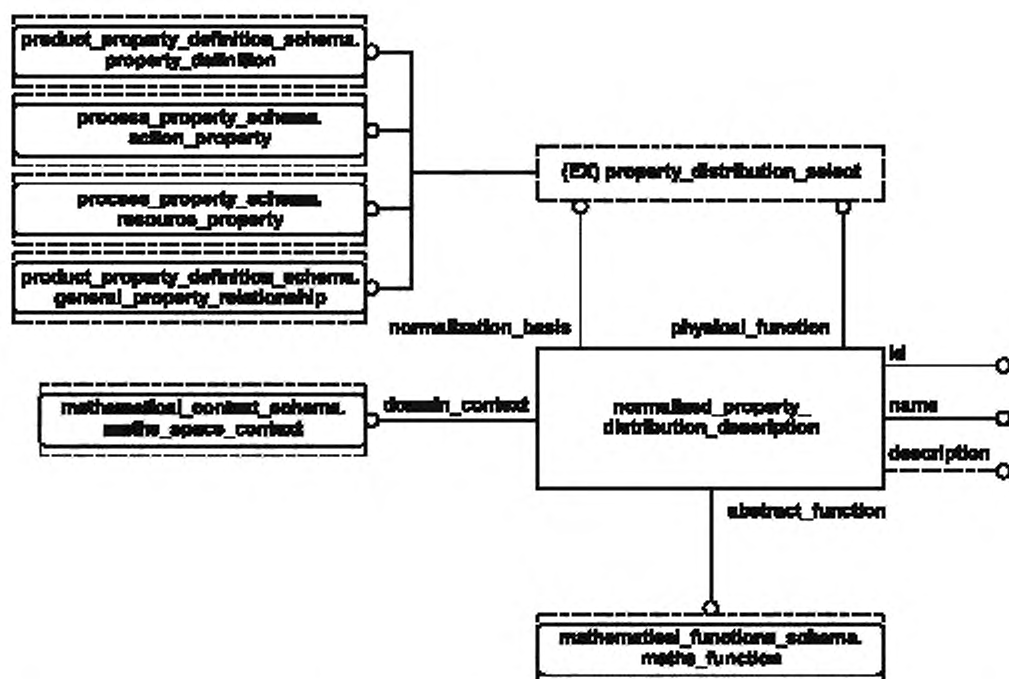 product_property_definition_schema.
property_definition
process_property_schema.
action_property
process_property_schema.
resource_property
product_property_definition_schema.
general_property_relationship
(EX) property_distribution_select
normalization_basis
physical_function
id
name
description
mathematical_context_schema.
maths_space_context
domain_context
normalised_property_
distribution_description
abstract_function
mathematical_functions_schema.
maths_function